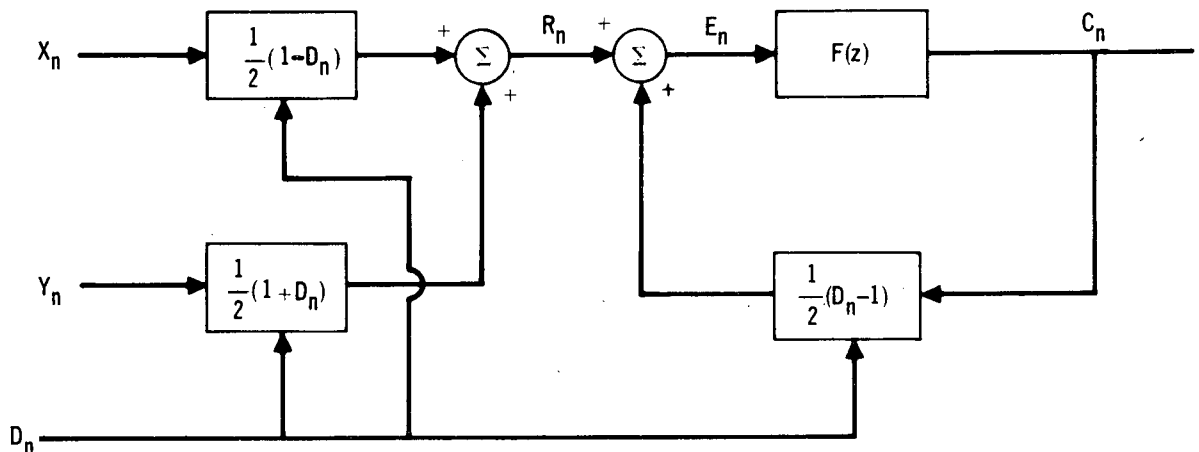 X_n
1/2 (1-D_n)
+
Σ
+
R_n
+
Σ
+
E_n
F(z)
C_n
Y_n
1/2 (1+D_n)
1/2 (D_n-1)
D_n